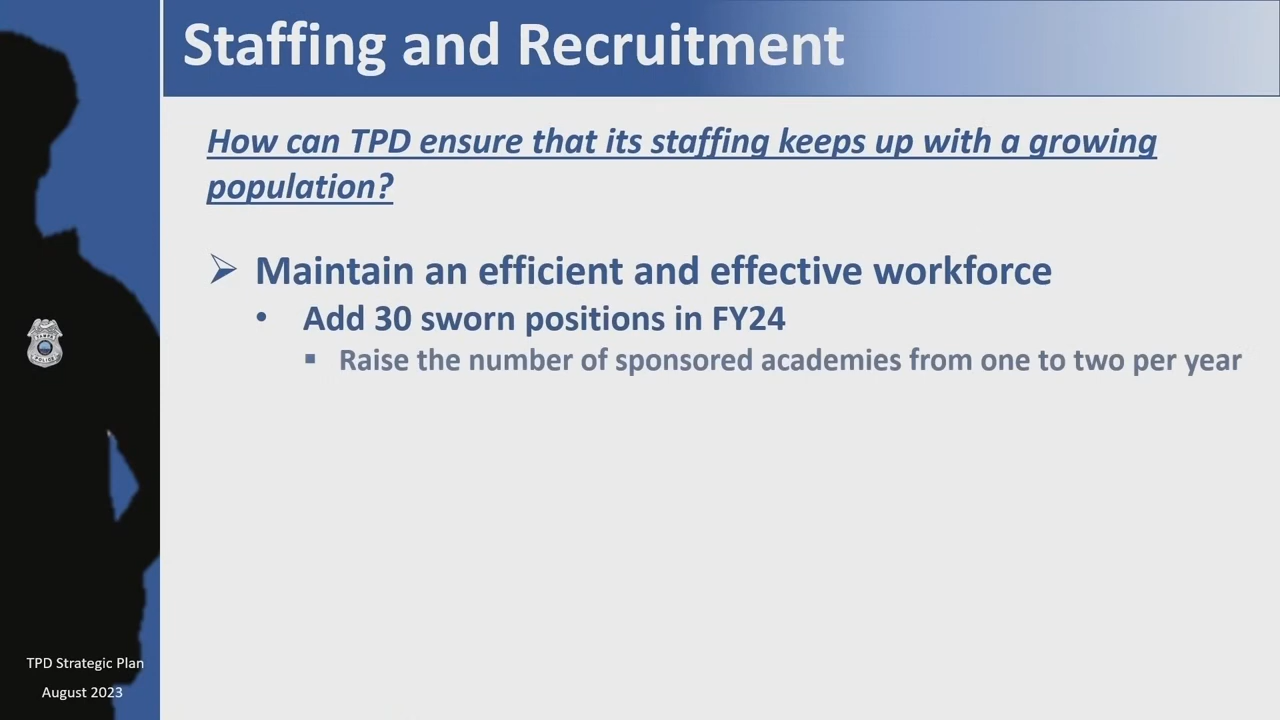 Staffing and Recruitment
How can TPD ensure that its staffing keeps up with a growing
population?
➢ Maintain an efficient and effective workforce
• Add 30 sworn positions in FY24
▪ Raise the number of sponsored academies from one to two per year
TAMPA
POLICE
TPD Strategic Plan
August 2023